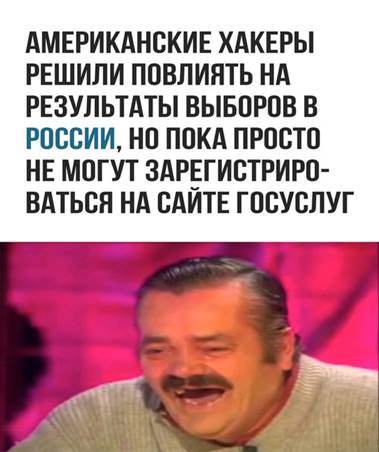 АМЕРИКАНСКИЕ ХАКЕРЫ
РЕШИЛИ ПОВЛИЯТЬ НА
РЕЗУЛЬТАТЫ ВЫБОРОВ В
РОССИИ, НО ПОКА ПРОСТО
НЕ МОГУТ ЗАРЕГИСТРИРО-
ВАТЬСЯ НА САЙТЕ ГОСУСЛУГ